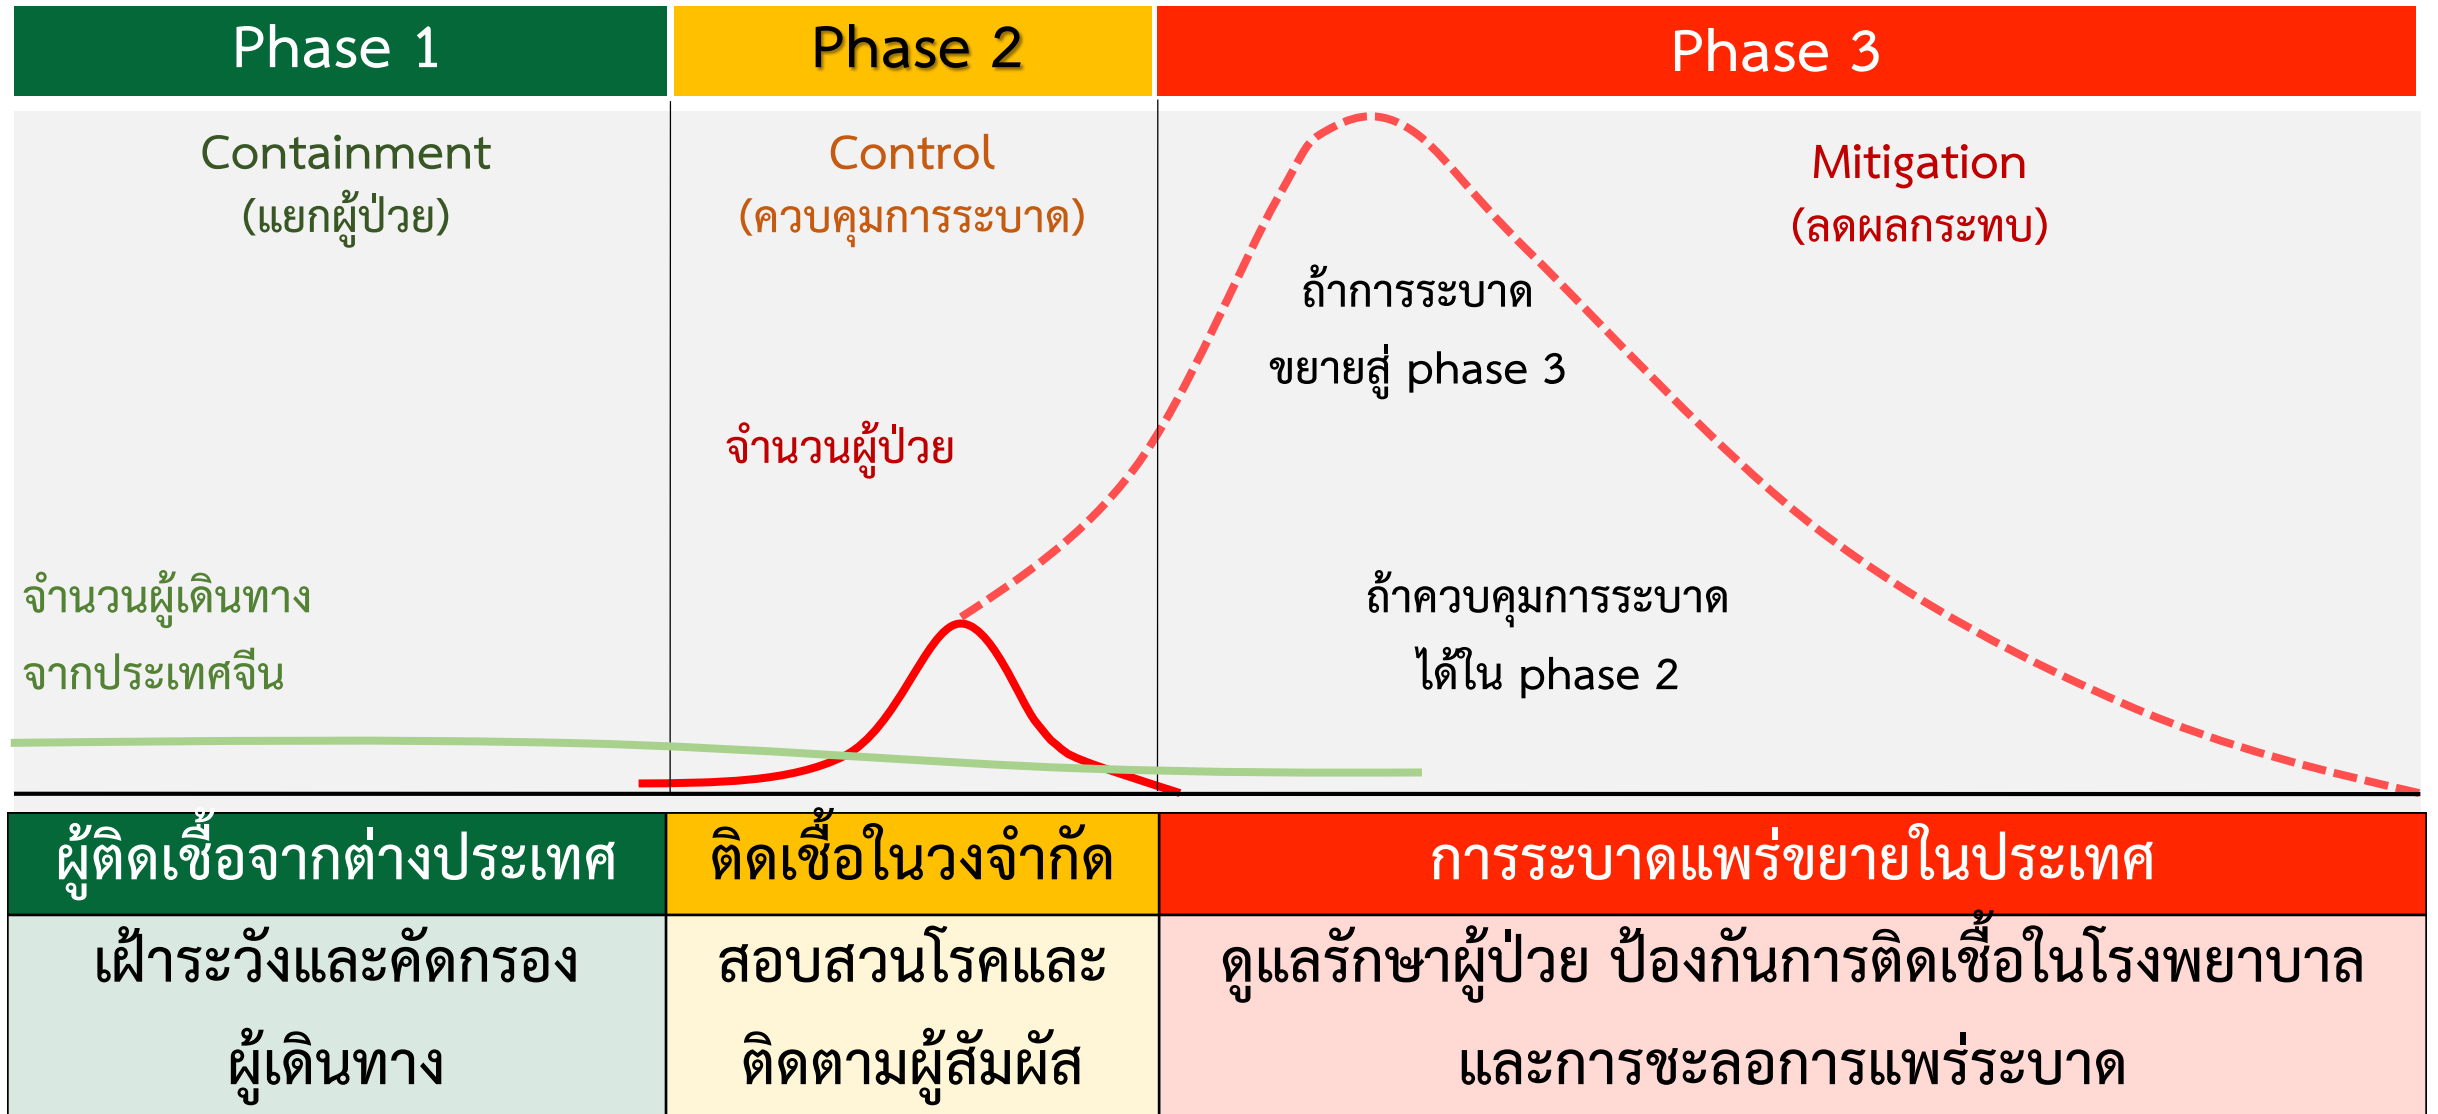 Phase 1
Phase 2
Phase 3
Containment
(แยกผู้ป่วย)
Control
(ควบคุมการระบาด)
Mitigation
(ลดผลกระทบ)
ถ้าการระบาด
ขยายสู่ phase 3
จำนวนผู้ป่วย
จำนวนผู้เดินทาง
จากประเทศจีน
ถ้าควบคุมการระบาด
ได้ใน phase 2
ผู้ติดเชื้อจากต่างประเทศ
ติดเชื้อในวงจำกัด
การระบาดแพร่ขยายในประเทศ
เฝ้าระวังและคัดกรอง
ผู้เดินทาง
สอบสวนโรคและ
ติดตามผู้สัมผัส
ดูแลรักษาผู้ป่วย ป้องกันการติดเชื้อในโรงพยาบาล
และการชะลอการแพร่ระบาด